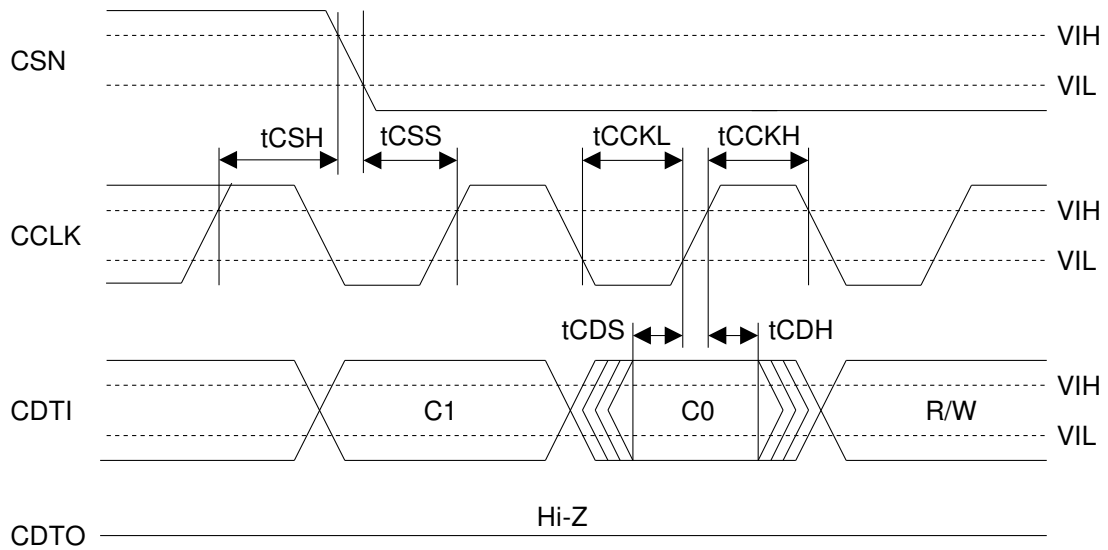 CSN
VIH
VIL
tCSH
tCSS
tCCKL
tCCKH
CCLK
VIH
VIL
tCDS
tCDH
CDTI
C1
C0
R/W
VIH
VIL
CDTO
Hi-Z